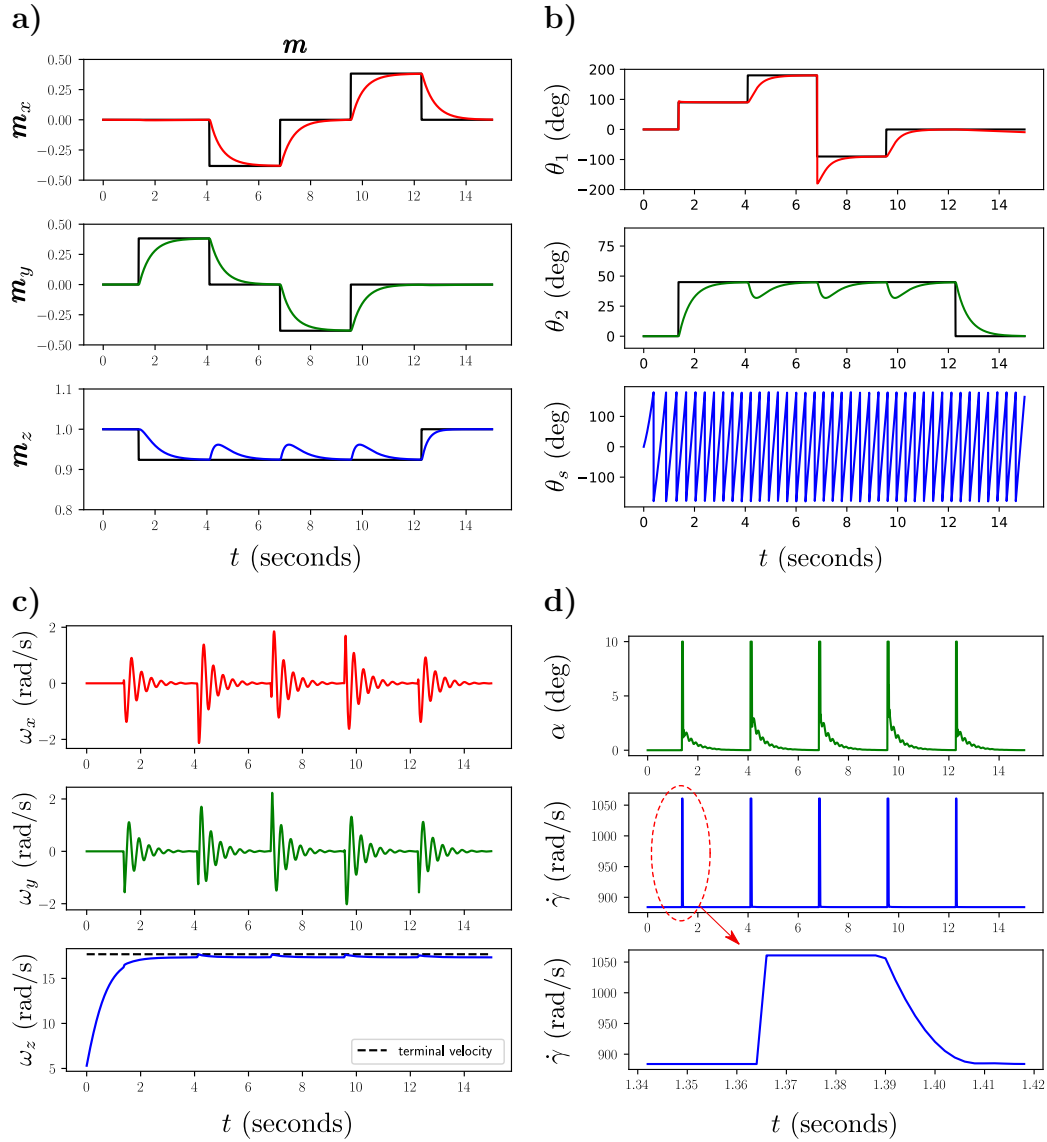 a)
m
0.50
0.25
0.00
−0.25
−0.50
m_x
0 2 4 6 8 10 12 14
0.50
0.25
0.00
−0.25
−0.50
m_y
0 2 4 6 8 10 12 14
1.1
1.0
0.9
0.8
m_z
0 2 4 6 8 10 12 14
t (seconds)
b)
200
100
0
−100
−200
θ_1 (deg)
0 2 4 6 8 10 12 14
75
50
25
0
θ_2 (deg)
0 2 4 6 8 10 12 14
100
0
−100
θ_s (deg)
0 2 4 6 8 10 12 14
t (seconds)
c)
2
0
−2
ω_x (rad/s)
0 2 4 6 8 10 12 14
2
0
−2
ω_y (rad/s)
0 2 4 6 8 10 12 14
15
10
5
ω_z (rad/s)
terminal velocity
0 2 4 6 8 10 12 14
t (seconds)
d)
10
5
0
α (deg)
0 2 4 6 8 10 12 14
1050
1000
950
900
γ̇ (rad/s)
0 2 4 6 8 10 12 14
1050
1000
950
900
γ̇ (rad/s)
1.34 1.35 1.36 1.37 1.38 1.39 1.40 1.41 1.42
t (seconds)